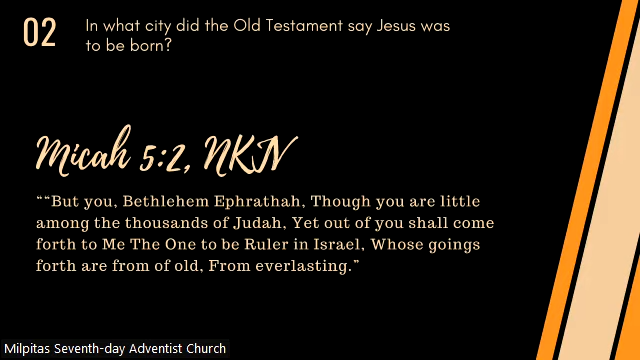 02
In what city did the Old Testament say Jesus was
to be born?
Micah 5:2, NKJV
"“But you, Bethlehem Ephrathah, Though you are little
among the thousands of Judah, Yet out of you shall come
forth to Me The One to be Ruler in Israel, Whose goings
forth are from of old, From everlasting.”
Milpitas Seventh-day Adventist Church